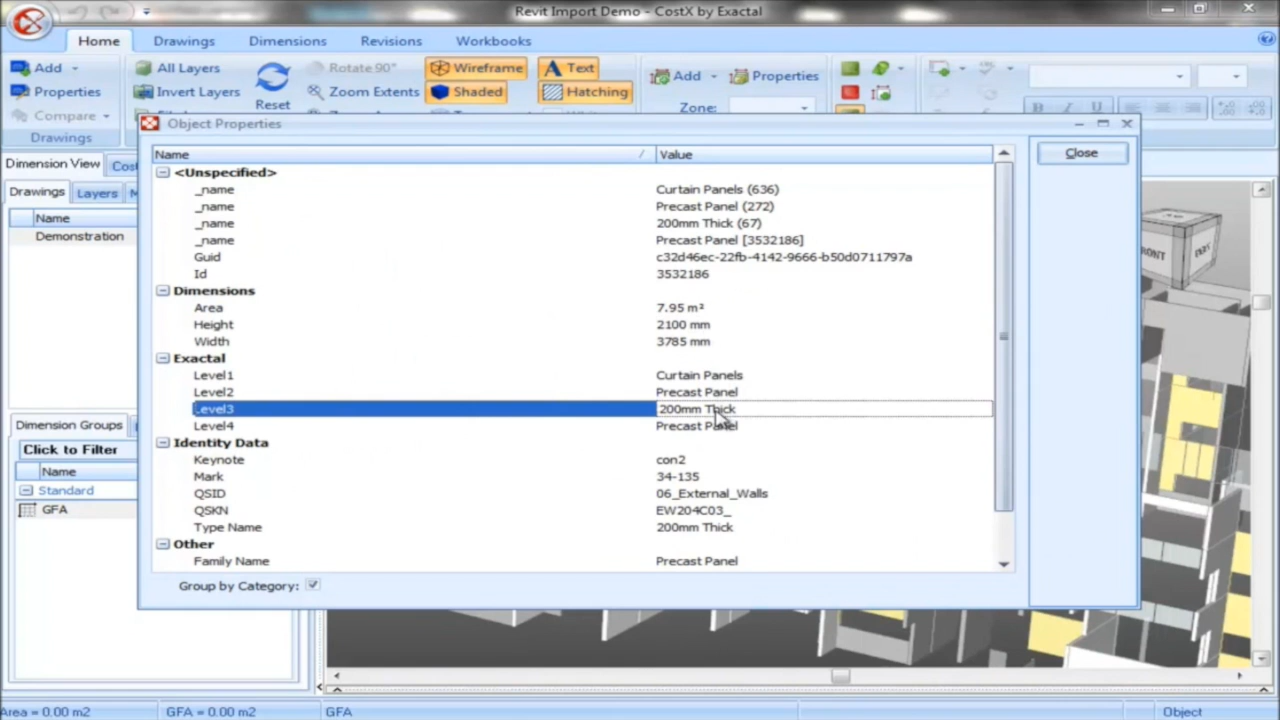 Revit Import Demo - CostX by Exactal
Home Drawings Dimensions Revisions Workbooks
Add All Layers Rotate 90° Wireframe Text Add Properties
Properties Invert Layers Reset Zoom Extents Shaded Hatching
Compare Zone:
Drawings
Object Properties
Dimension View
Drawings Layers
Name
Demonstration
Dimension Groups
Click to Filter
Name
Standard
GFA
Name Value
Close
<Unspecified>
_name Curtain Panels (636)
_name Precast Panel (272)
_name 200mm Thick (67)
_name Precast Panel [3532186]
Guid c32d46ec-22fb-4142-9666-b50d0711797a
Id 3532186
Dimensions
Area 7.95 m²
Height 2100 mm
Width 3785 mm
Exactal
Level1 Curtain Panels
Level2 Precast Panel
Level3 200mm Thick
Level4 Precast Panel
Identity Data
Keynote con2
Mark 34-135
QSID 06_External_Walls
QSKN EW204C03_
Type Name 200mm Thick
Other
Family Name Precast Panel
Group by Category:
Area = 0.00 m2 GFA = 0.00 m2 GFA Object